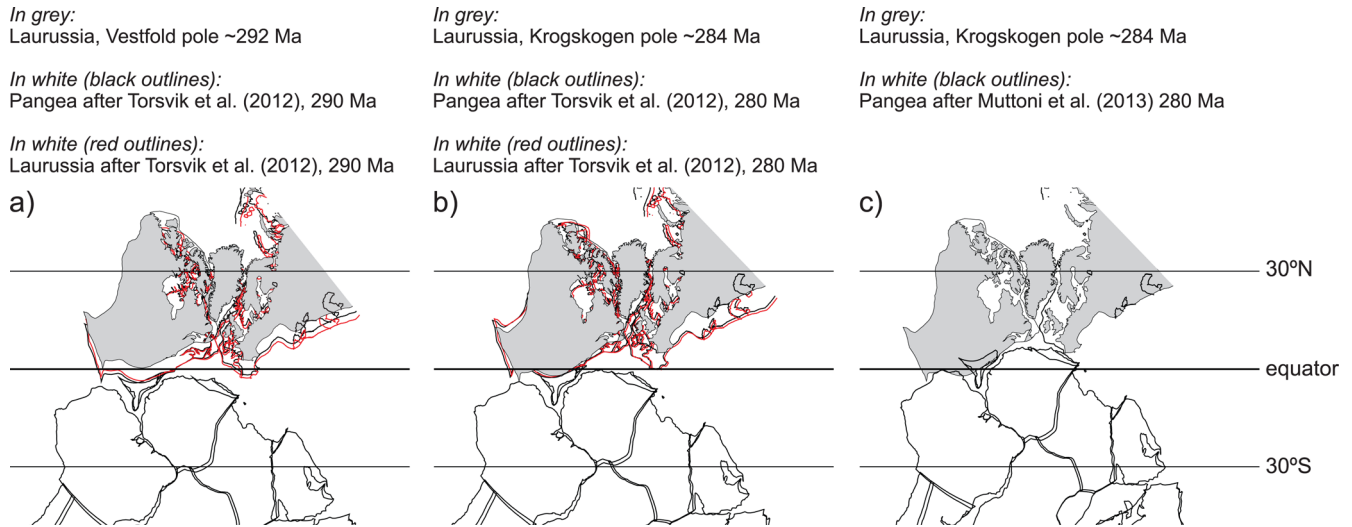 In grey:
Laurussia, Vestfold pole ~292 Ma
In white (black outlines):
Pangea after Torsvik et al. (2012), 290 Ma
In white (red outlines):
Laurussia after Torsvik et al. (2012), 290 Ma
In grey:
Laurussia, Krogskogen pole ~284 Ma
In white (black outlines):
Pangea after Torsvik et al. (2012), 280 Ma
In white (red outlines):
Laurussia after Torsvik et al. (2012), 280 Ma
In grey:
Laurussia, Krogskogen pole ~284 Ma
In white (black outlines):
Pangea after Muttoni et al. (2013) 280 Ma
a)
b)
c)
30ºN
equator
30ºS